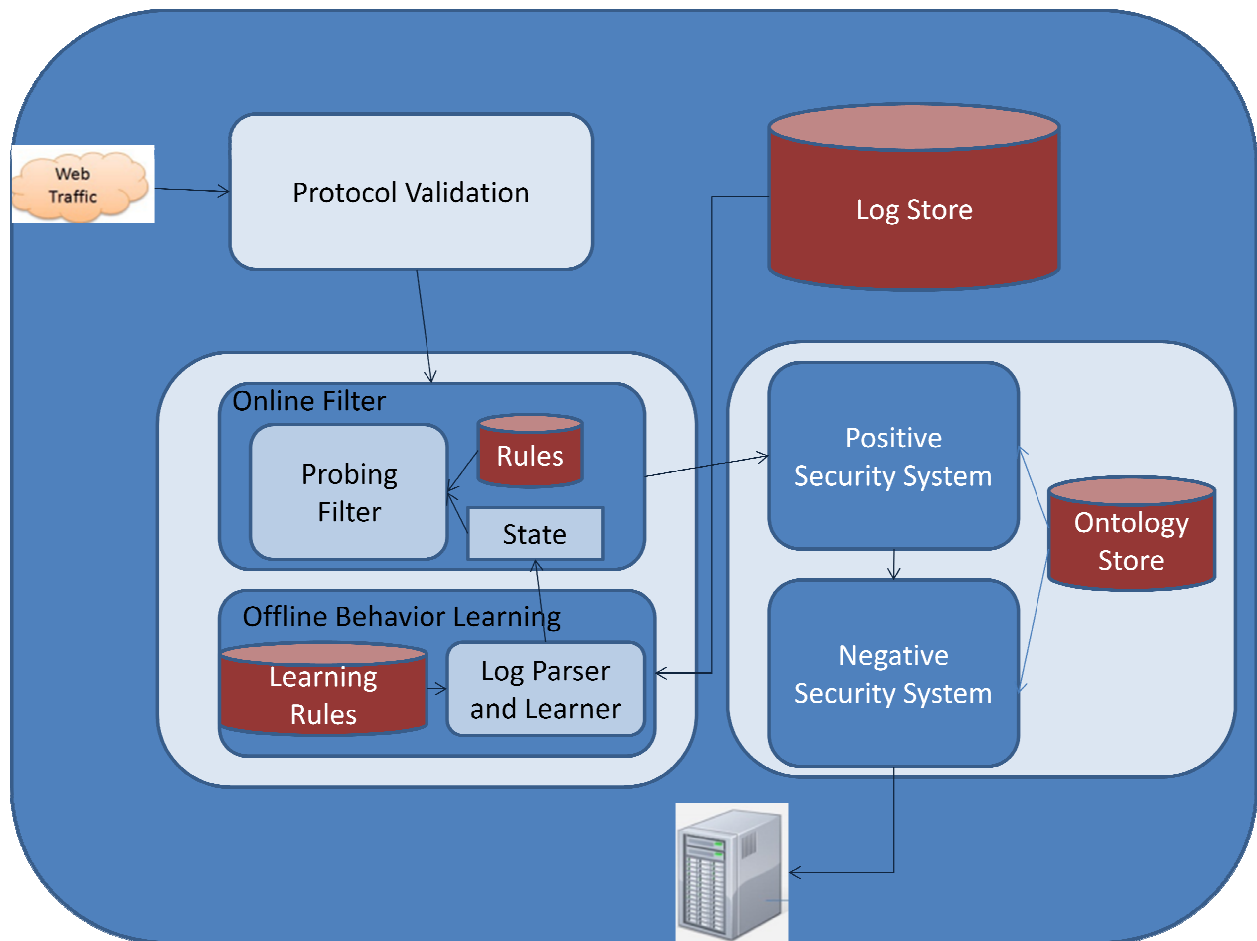 Web
Traffic
Protocol Validation
Log Store
Online Filter
Probing
Filter
Rules
State
Offline Behavior Learning
Learning
Rules
Log Parser
and Learner
Positive
Security System
Ontology
Store
Negative
Security System